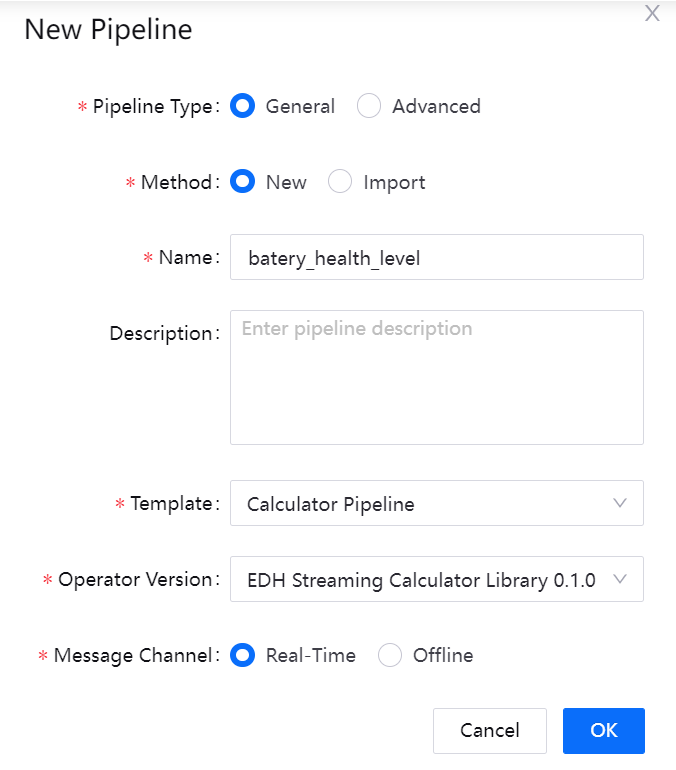 New Pipeline
X
* Pipeline Type: General Advanced
* Method: New Import
* Name: batery_health_level
Description: Enter pipeline description
* Template: Calculator Pipeline
* Operator Version: EDH Streaming Calculator Library 0.1.0
* Message Channel: Real-Time Offline
Cancel OK